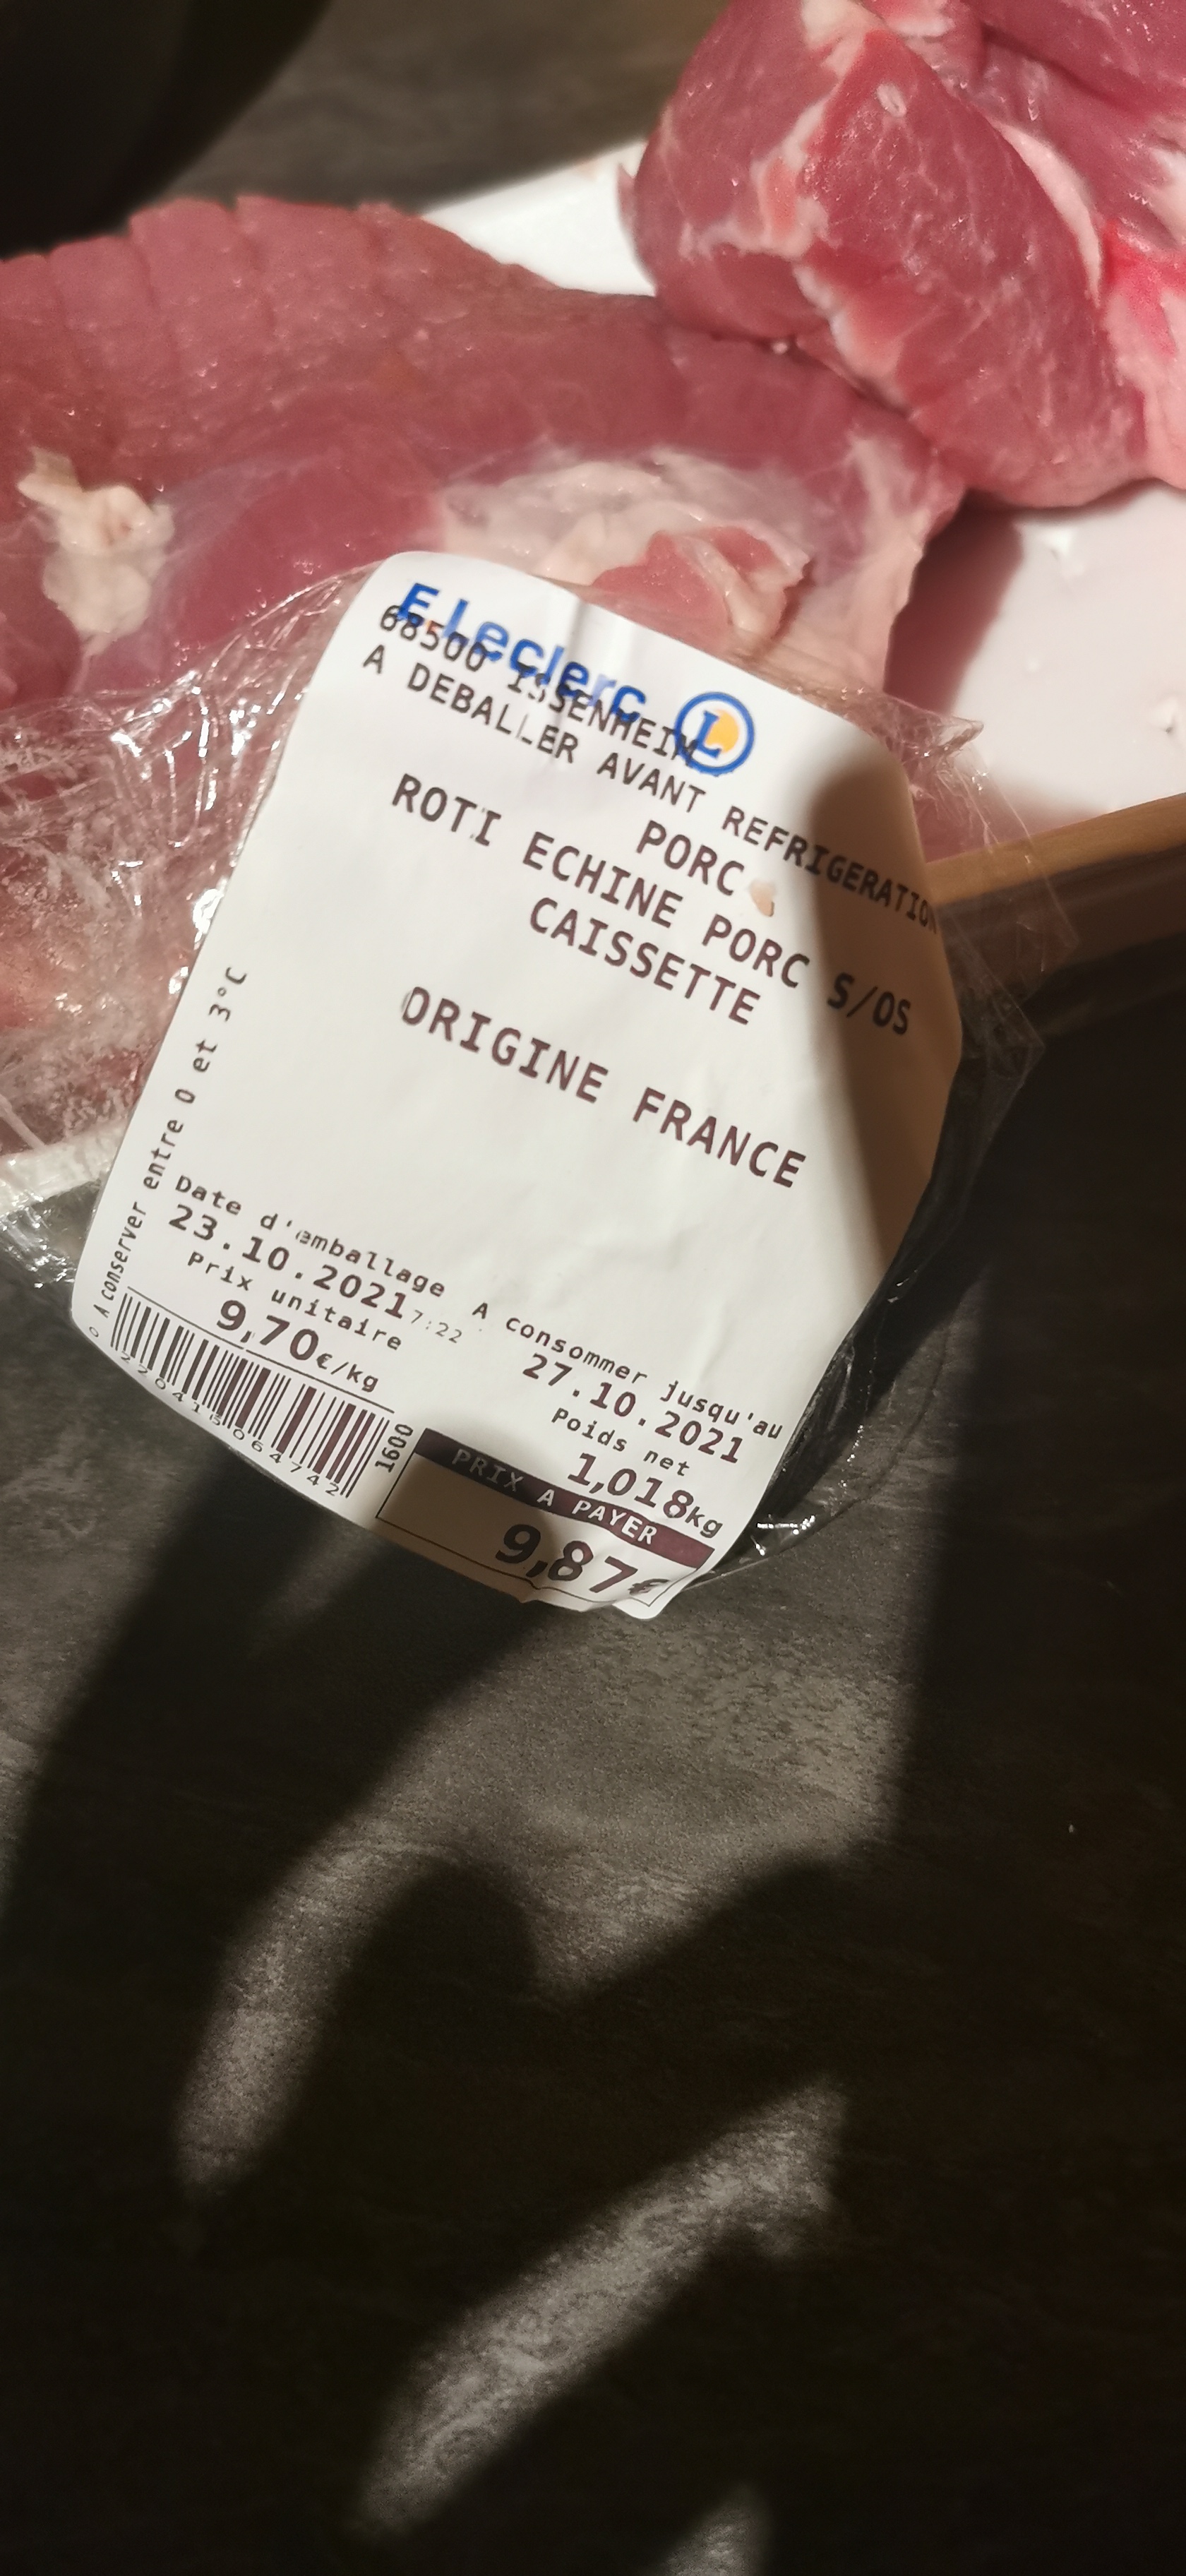 E.Leclerc L
68500 ISSENHEIM
A DEBALLER AVANT REFRIGERATION
PORC
ROTI ECHINE PORC S/OS
CAISSETTE
ORIGINE FRANCE
A conserver entre 0 et 3°C
Date d'emballage
23.10.2021 7:22
A consommer jusqu'au
27.10.2021
Prix unitaire
9,70€/kg
Poids net
1,018kg
PRIX A PAYER
9,87€
0 220415064742
1600